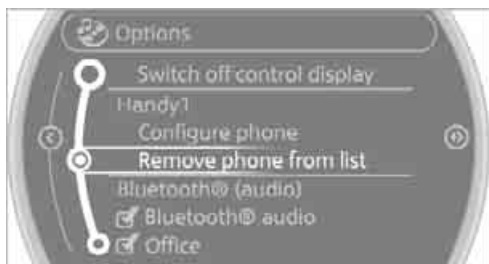 Options
Switch off control display
Handy1
Configure phone
Remove phone from list
Bluetooth® (audio)
Bluetooth® audio
Office